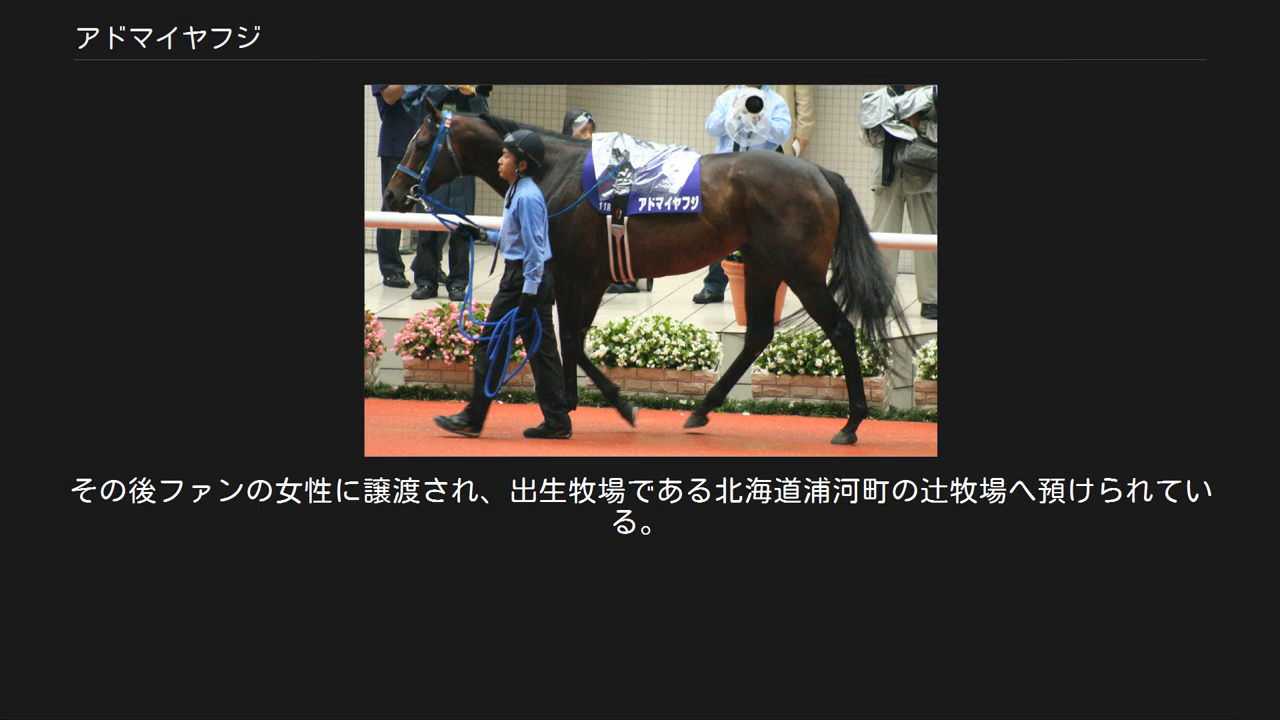 アドマイヤフジ
11R アドマイヤフジ
その後ファンの女性に譲渡され、出生牧場である北海道浦河町の辻牧場へ預けられてい
る。